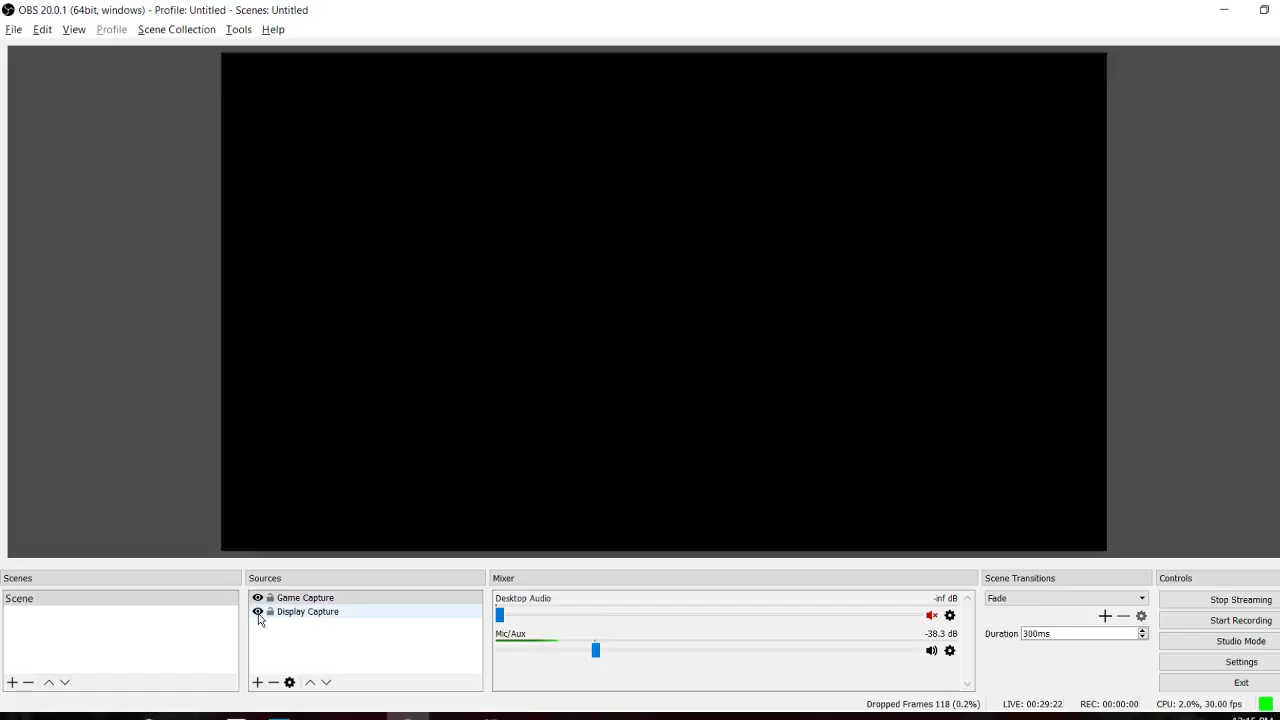 OBS 20.0.1 (64bit, windows) - Profile: Untitled - Scenes: Untitled
File Edit View Profile Scene Collection Tools Help
Scenes Sources Mixer Scene Transitions Controls
Scene
Game Capture
Display Capture
Desktop Audio -inf dB
Mic/Aux -38.3 dB
Fade
Duration 300ms
Stop Streaming
Start Recording
Studio Mode
Settings
Exit
Dropped Frames 118 (0.2%) LIVE: 00:29:22 REC: 00:00:00 CPU: 2.0%, 30.00 fps